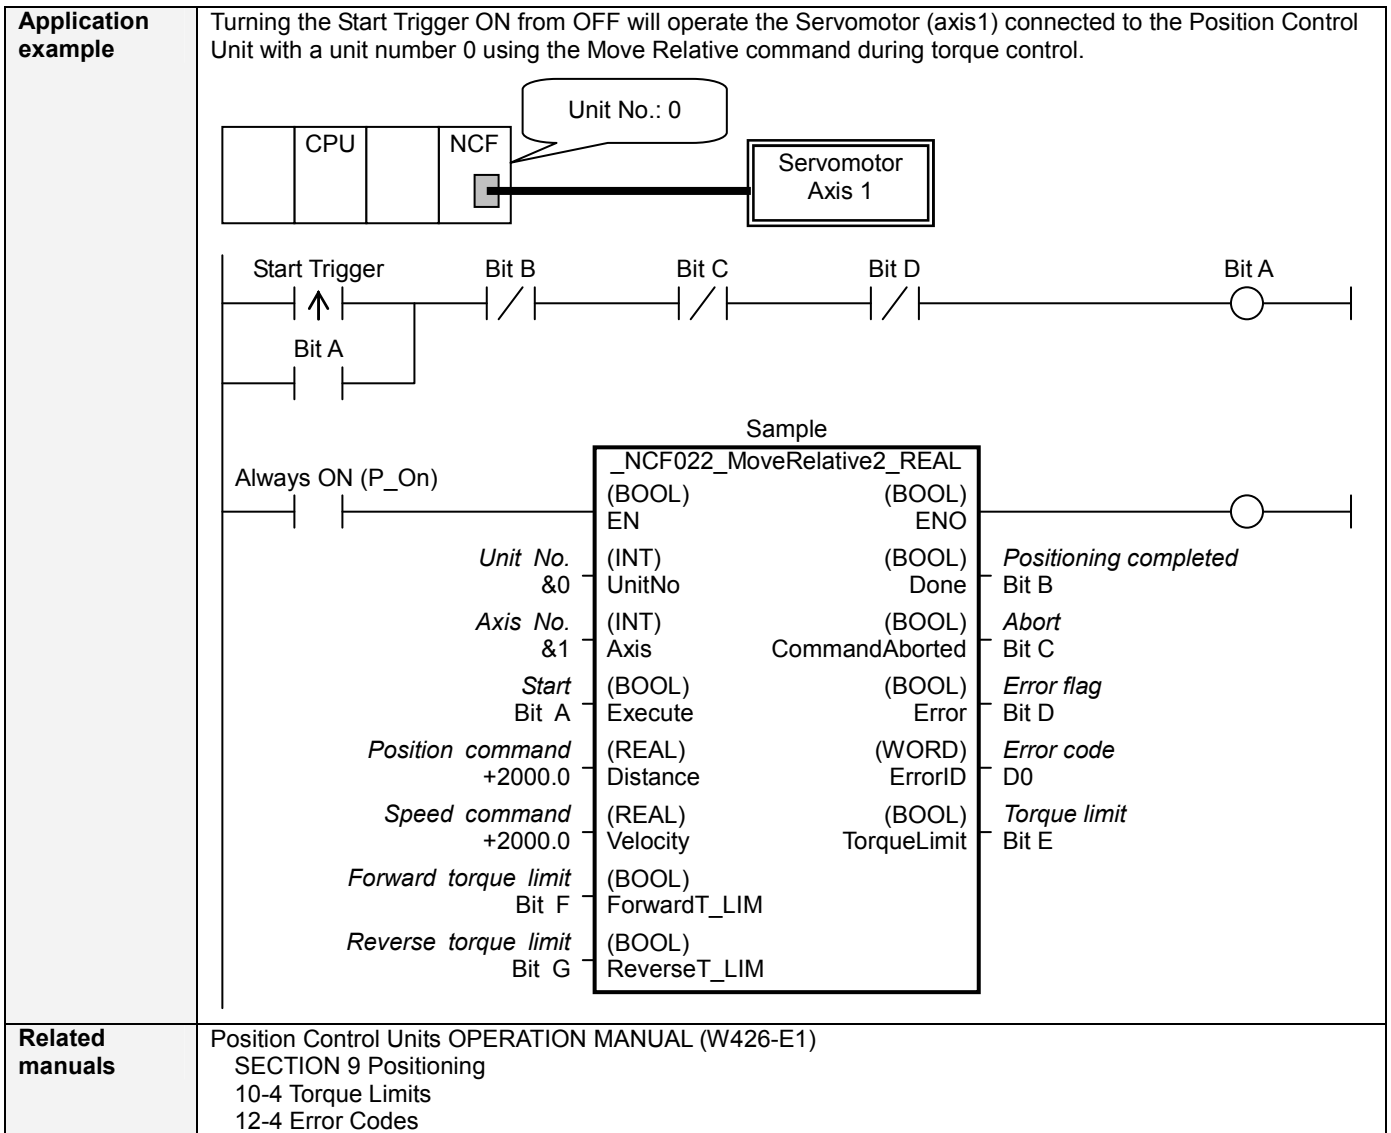 Application example
Turning the Start Trigger ON from OFF will operate the Servomotor (axis1) connected to the Position Control
Unit with a unit number 0 using the Move Relative command during torque control.
Unit No.: 0
CPU
NCF
Servomotor
Axis 1
Start Trigger
Bit B
Bit C
Bit D
Bit A
Bit A
Sample
Always ON (P_On)
_NCF022_MoveRelative2_REAL
(BOOL) (BOOL)
EN ENO
Unit No. (INT) (BOOL) Positioning completed
&0 UnitNo Done Bit B
Axis No. (INT) (BOOL) Abort
&1 Axis CommandAborted Bit C
Start (BOOL) (BOOL) Error flag
Bit A Execute Error Bit D
Position command (REAL) (WORD) Error code
+2000.0 Distance ErrorID D0
Speed command (REAL) (BOOL) Torque limit
+2000.0 Velocity TorqueLimit Bit E
Forward torque limit (BOOL)
Bit F ForwardT_LIM
Reverse torque limit (BOOL)
Bit G ReverseT_LIM
Related manuals
Position Control Units OPERATION MANUAL (W426-E1)
SECTION 9 Positioning
10-4 Torque Limits
12-4 Error Codes